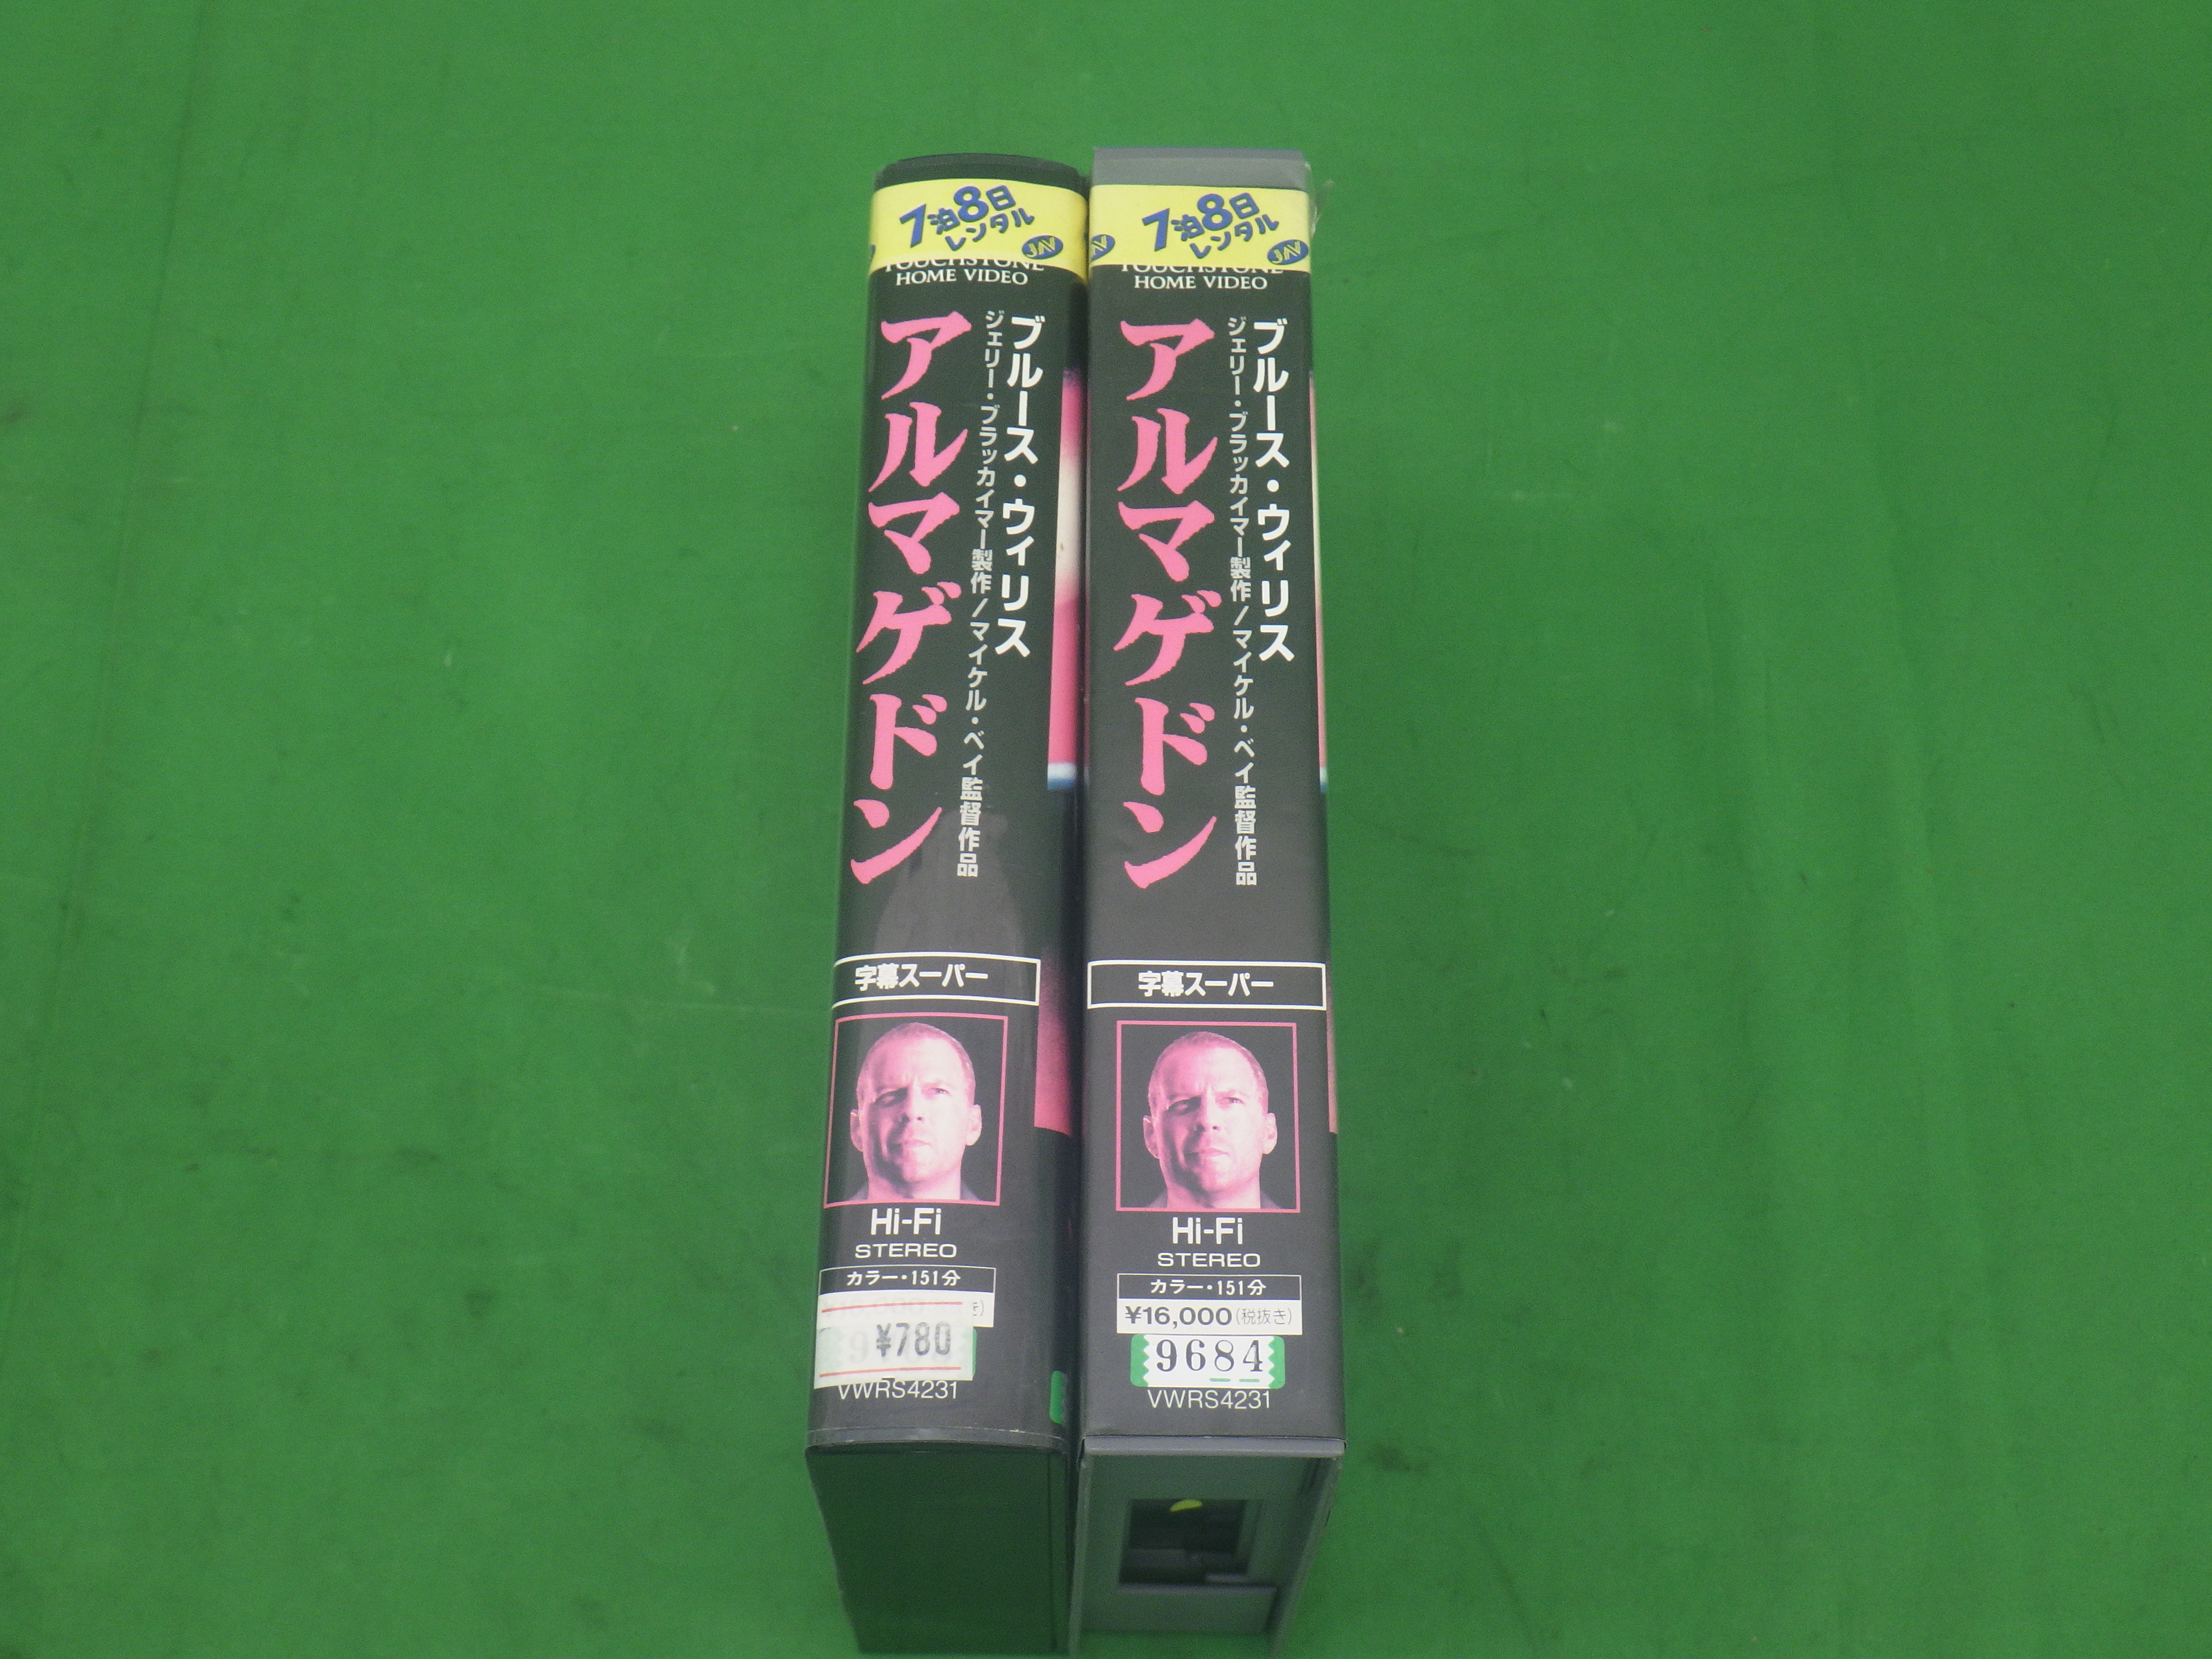 7泊8日
レンタル
JAV
TOUCHSTONE
HOME VIDEO
ブルース・ウィリス
ジェリー・ブラッカイマー製作/マイケル・ベイ監督作品
アルマゲドン
字幕スーパー
Hi-Fi
STEREO
カラー・151分
き)
¥780
VWRS4231
7泊8日
レンタル
JAV
TOUCHSTONE
HOME VIDEO
ブルース・ウィリス
ジェリー・ブラッカイマー製作/マイケル・ベイ監督作品
アルマゲドン
字幕スーパー
Hi-Fi
STEREO
カラー・151分
¥16,000(税抜き)
9684
VWRS4231